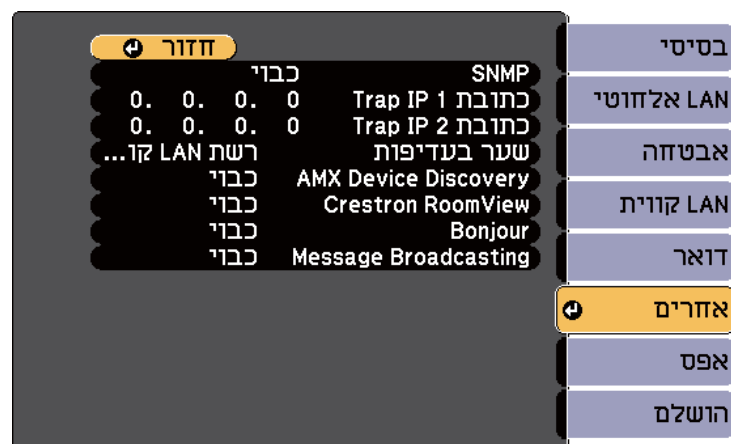 חזור
SNMP כבוי
כתובת Trap IP 1 0. 0. 0. 0
כתובת Trap IP 2 0. 0. 0. 0
שער בעדיפות רשת LAN קו...
AMX Device Discovery כבוי
Crestron RoomView כבוי
Bonjour כבוי
Message Broadcasting כבוי
בסיסי
LAN אלחוטי
אבטחה
LAN קווית
דואר
אחרים
אפס
הושלם